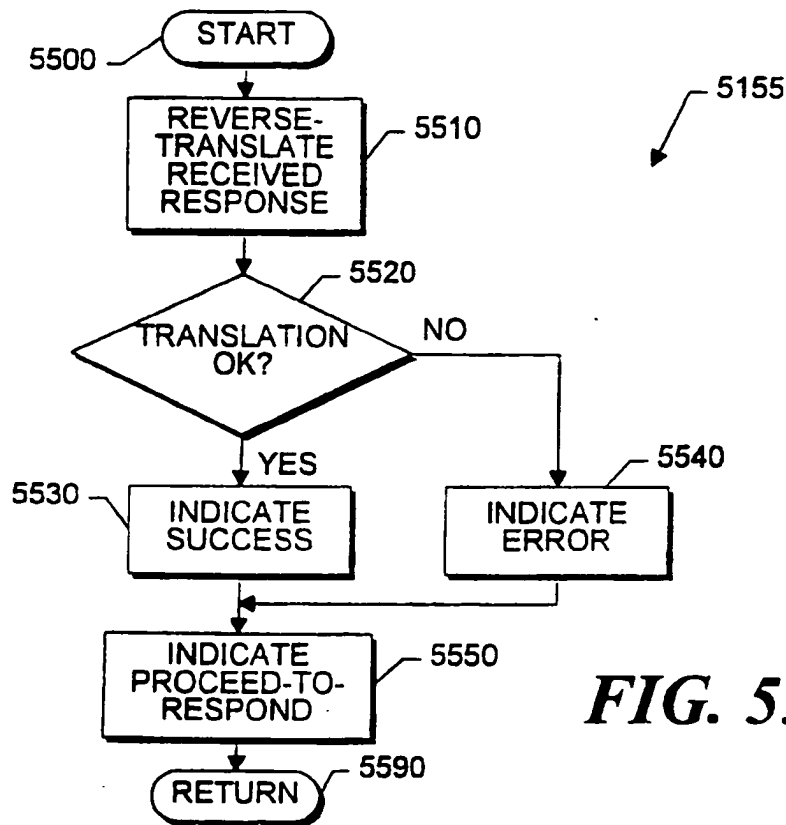 START
5500
5155
REVERSE-
TRANSLATE
RECEIVED
RESPONSE
5510
5520
TRANSLATION
OK?
NO
YES
5530
INDICATE
SUCCESS
5540
INDICATE
ERROR
INDICATE
PROCEED-TO-
RESPOND
5550
FIG. 5
RETURN
5590